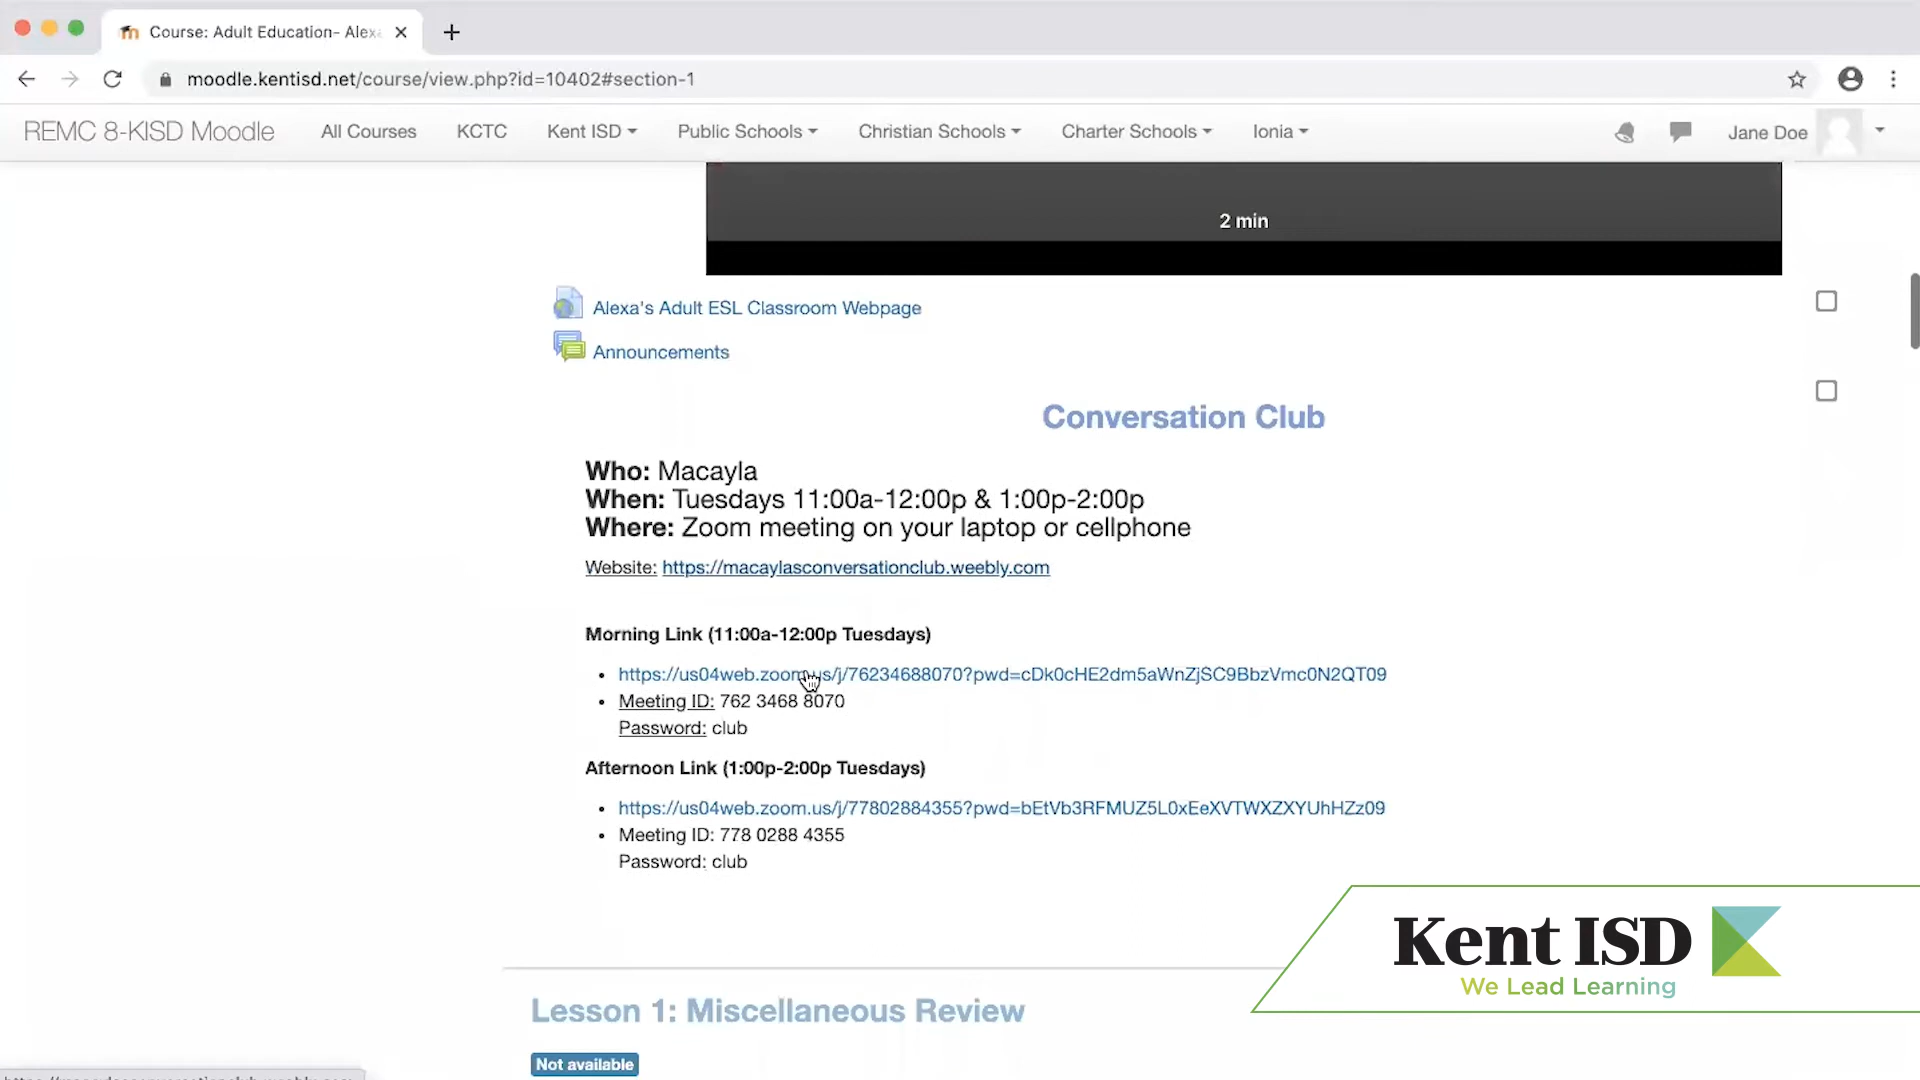 Course: Adult Education- Alexa
moodle.kentisd.net/course/view.php?id=10402#section-1
REMC 8-KISD Moodle All Courses KCTC Kent ISD Public Schools Christian Schools Charter Schools Ionia Jane Doe
2 min
Alexa's Adult ESL Classroom Webpage
Announcements
Conversation Club
Who: Macayla
When: Tuesdays 11:00a-12:00p & 1:00p-2:00p
Where: Zoom meeting on your laptop or cellphone
Website: https://macaylasconversationclub.weebly.com
Morning Link (11:00a-12:00p Tuesdays)
• https://us04web.zoom.us/j/76234688070?pwd=cDk0cHE2dm5aWnZjSC9BbzVmc0N2QT09
• Meeting ID: 762 3468 8070
Password: club
Afternoon Link (1:00p-2:00p Tuesdays)
• https://us04web.zoom.us/j/77802884355?pwd=bEtVb3RFMUZ5L0xEeXVTWXZXYUhHZz09
• Meeting ID: 778 0288 4355
Password: club
Kent ISD
We Lead Learning
Lesson 1: Miscellaneous Review
Not available